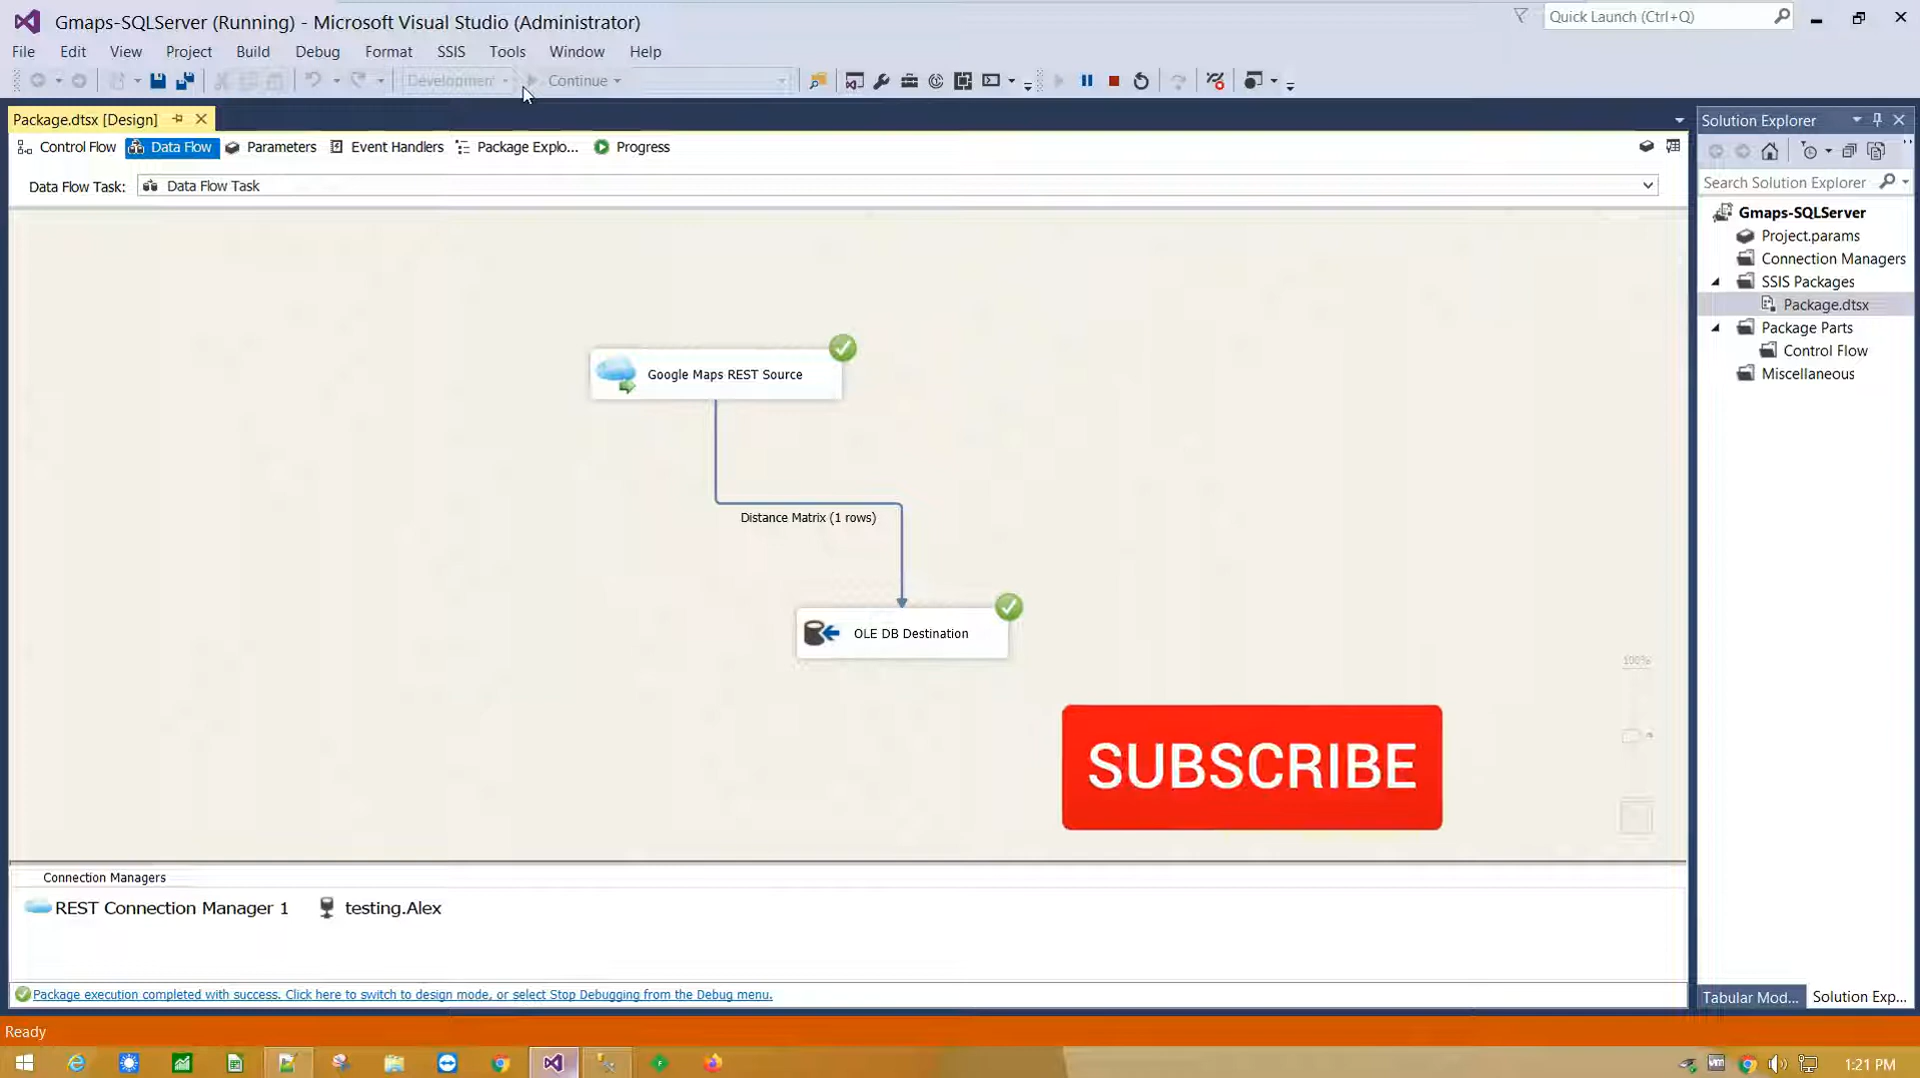 Gmaps-SQLServer (Running) - Microsoft Visual Studio (Administrator)
Quick Launch (Ctrl+Q)
File Edit View Project Build Debug Format SSIS Tools Window Help
Development Continue
Package.dtsx [Design]
Control Flow Data Flow Parameters Event Handlers Package Explo... Progress
Data Flow Task: Data Flow Task
Google Maps REST Source
Distance Matrix (1 rows)
OLE DB Destination
100%
SUBSCRIBE
Connection Managers
REST Connection Manager 1 testing.Alex
Package execution completed with success. Click here to switch to design mode, or select Stop Debugging from the Debug menu.
Solution Explorer
Search Solution Explorer
Gmaps-SQLServer
Project.params
Connection Managers
SSIS Packages
Package.dtsx
Package Parts
Control Flow
Miscellaneous
Tabular Mod... Solution Exp...
Ready
1:21 PM